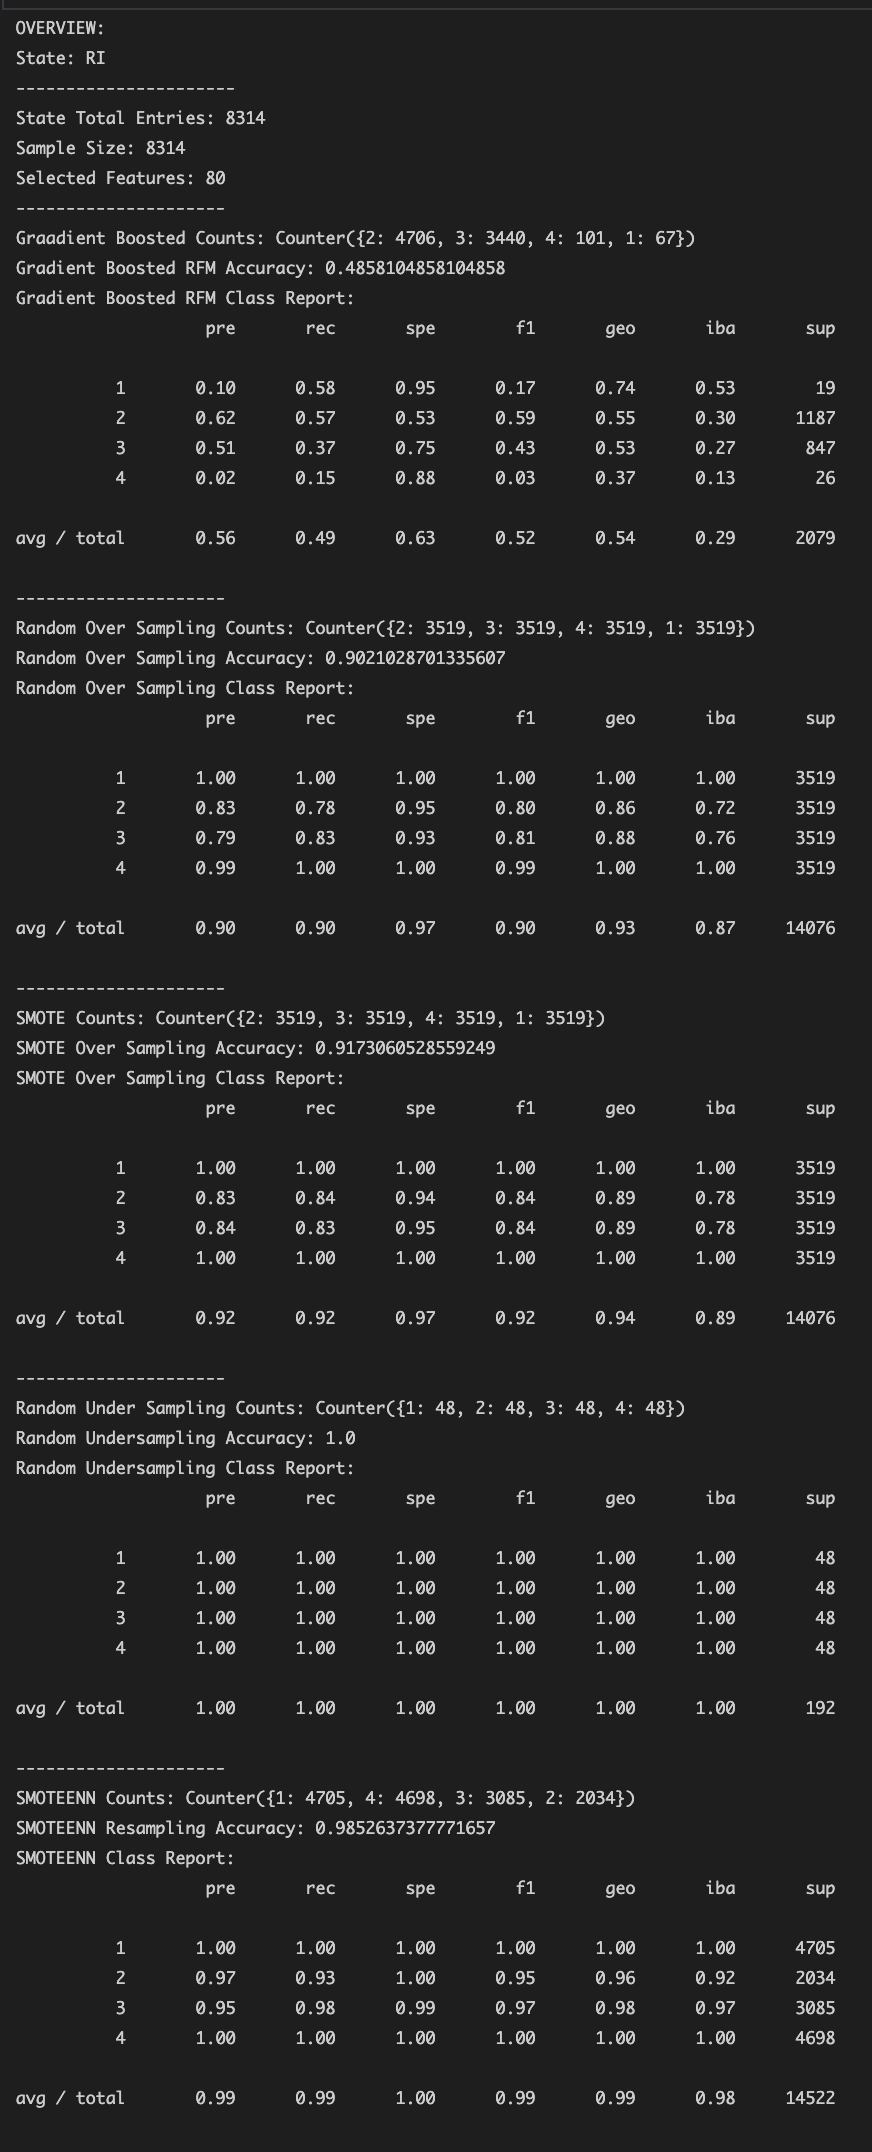 OVERVIEW:
State: RI
----------------------
State Total Entries: 8314
Sample Size: 8314
Selected Features: 80
---------------------
Graadient Boosted Counts: Counter({2: 4706, 3: 3440, 4: 101, 1: 67})
Gradient Boosted RFM Accuracy: 0.4858104858104858
Gradient Boosted RFM Class Report:
pre rec spe f1 geo iba sup
1 0.10 0.58 0.95 0.17 0.74 0.53 19
2 0.62 0.57 0.53 0.59 0.55 0.30 1187
3 0.51 0.37 0.75 0.43 0.53 0.27 847
4 0.02 0.15 0.88 0.03 0.37 0.13 26
avg / total 0.56 0.49 0.63 0.52 0.54 0.29 2079
---------------------
Random Over Sampling Counts: Counter({2: 3519, 3: 3519, 4: 3519, 1: 3519})
Random Over Sampling Accuracy: 0.9021028701335607
Random Over Sampling Class Report:
pre rec spe f1 geo iba sup
1 1.00 1.00 1.00 1.00 1.00 1.00 3519
2 0.83 0.78 0.95 0.80 0.86 0.72 3519
3 0.79 0.83 0.93 0.81 0.88 0.76 3519
4 0.99 1.00 1.00 0.99 1.00 1.00 3519
avg / total 0.90 0.90 0.97 0.90 0.93 0.87 14076
---------------------
SMOTE Counts: Counter({2: 3519, 3: 3519, 4: 3519, 1: 3519})
SMOTE Over Sampling Accuracy: 0.9173060528559249
SMOTE Over Sampling Class Report:
pre rec spe f1 geo iba sup
1 1.00 1.00 1.00 1.00 1.00 1.00 3519
2 0.83 0.84 0.94 0.84 0.89 0.78 3519
3 0.84 0.83 0.95 0.84 0.89 0.78 3519
4 1.00 1.00 1.00 1.00 1.00 1.00 3519
avg / total 0.92 0.92 0.97 0.92 0.94 0.89 14076
---------------------
Random Under Sampling Counts: Counter({1: 48, 2: 48, 3: 48, 4: 48})
Random Undersampling Accuracy: 1.0
Random Undersampling Class Report:
pre rec spe f1 geo iba sup
1 1.00 1.00 1.00 1.00 1.00 1.00 48
2 1.00 1.00 1.00 1.00 1.00 1.00 48
3 1.00 1.00 1.00 1.00 1.00 1.00 48
4 1.00 1.00 1.00 1.00 1.00 1.00 48
avg / total 1.00 1.00 1.00 1.00 1.00 1.00 192
---------------------
SMOTEENN Counts: Counter({1: 4705, 4: 4698, 3: 3085, 2: 2034})
SMOTEENN Resampling Accuracy: 0.9852637377771657
SMOTEENN Class Report:
pre rec spe f1 geo iba sup
1 1.00 1.00 1.00 1.00 1.00 1.00 4705
2 0.97 0.93 1.00 0.95 0.96 0.92 2034
3 0.95 0.98 0.99 0.97 0.98 0.97 3085
4 1.00 1.00 1.00 1.00 1.00 1.00 4698
avg / total 0.99 0.99 1.00 0.99 0.99 0.98 14522